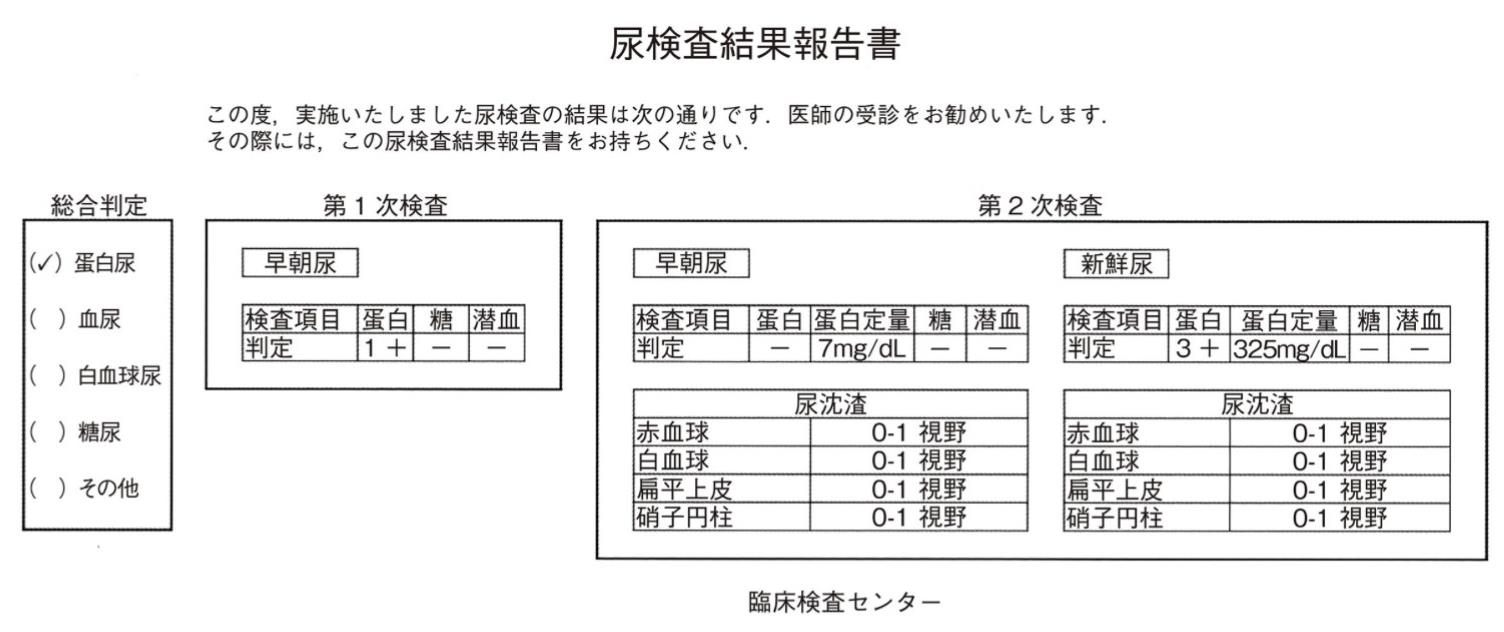 尿検査結果報告書
この度，実施いたしました尿検査の結果は次の通りです．医師の受診をお勧めいたします．
その際には，この尿検査結果報告書をお持ちください．
総合判定
(✓) 蛋白尿
( ) 血尿
( ) 白血球尿
( ) 糖尿
( ) その他
第1次検査
早朝尿
検査項目 蛋白 糖 潜血
判定 1＋ － －
第2次検査
早朝尿
検査項目 蛋白 蛋白定量 糖 潜血
判定 － 7mg/dL － －
尿沈渣
赤血球 0-1 視野
白血球 0-1 視野
扁平上皮 0-1 視野
硝子円柱 0-1 視野
新鮮尿
検査項目 蛋白 蛋白定量 糖 潜血
判定 3＋ 325mg/dL － －
尿沈渣
赤血球 0-1 視野
白血球 0-1 視野
扁平上皮 0-1 視野
硝子円柱 0-1 視野
臨床検査センター